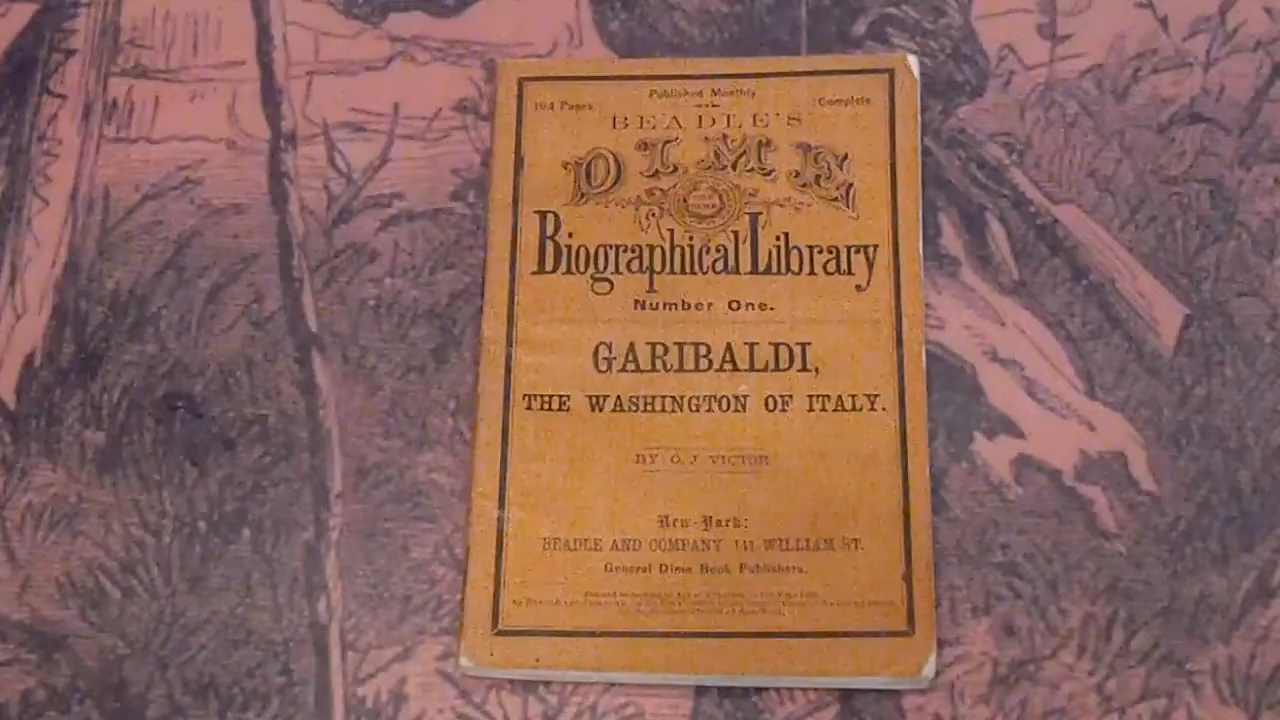 Published Monthly
104 Pages. Complete.
BEADLE'S
DIME
Biographical Library
Number One.
GARIBALDI,
THE WASHINGTON OF ITALY.
BY O. J. VICTOR
New-York:
BEADLE AND COMPANY 141 WILLIAM ST.
General Dime Book Publishers.